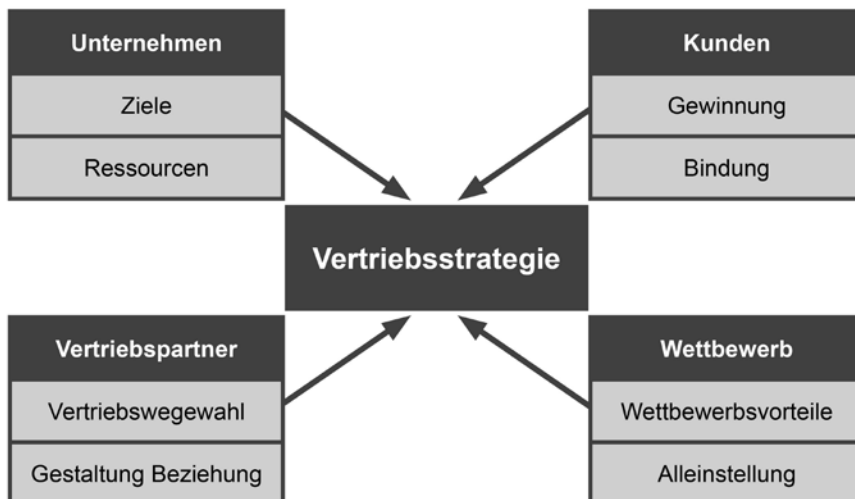 Unternehmen
Ziele
Ressourcen
Kunden
Gewinnung
Bindung
Vertriebsstrategie
Vertriebspartner
Vertriebswegewahl
Gestaltung Beziehung
Wettbewerb
Wettbewerbsvorteile
Alleinstellung